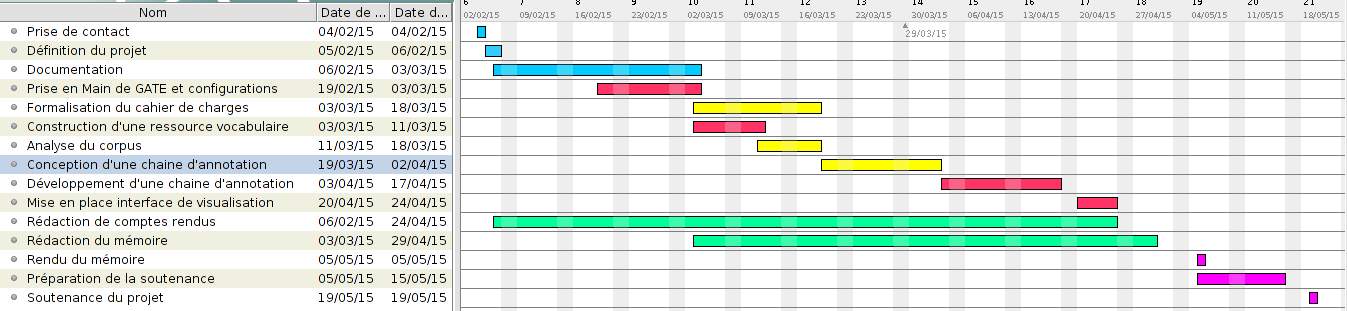 Nom Date de ... Date d...
6 7 8 9 10 11 12 13 14 15 16 17 18 19 20 21
02/02/15 09/02/15 16/02/15 23/02/15 02/03/15 09/03/15 16/03/15 23/03/15 30/03/15 06/04/15 13/04/15 20/04/15 27/04/15 04/05/15 11/05/15 18/05/15
29/03/15
Prise de contact 04/02/15 04/02/15
Définition du projet 05/02/15 06/02/15
Documentation 06/02/15 03/03/15
Prise en Main de GATE et configurations 19/02/15 03/03/15
Formalisation du cahier de charges 03/03/15 18/03/15
Construction d'une ressource vocabulaire 03/03/15 11/03/15
Analyse du corpus 11/03/15 18/03/15
Conception d'une chaine d'annotation 19/03/15 02/04/15
Développement d'une chaine d'annotation 03/04/15 17/04/15
Mise en place interface de visualisation 20/04/15 24/04/15
Rédaction de comptes rendus 06/02/15 24/04/15
Rédaction du mémoire 03/03/15 29/04/15
Rendu du mémoire 05/05/15 05/05/15
Préparation de la soutenance 05/05/15 15/05/15
Soutenance du projet 19/05/15 19/05/15